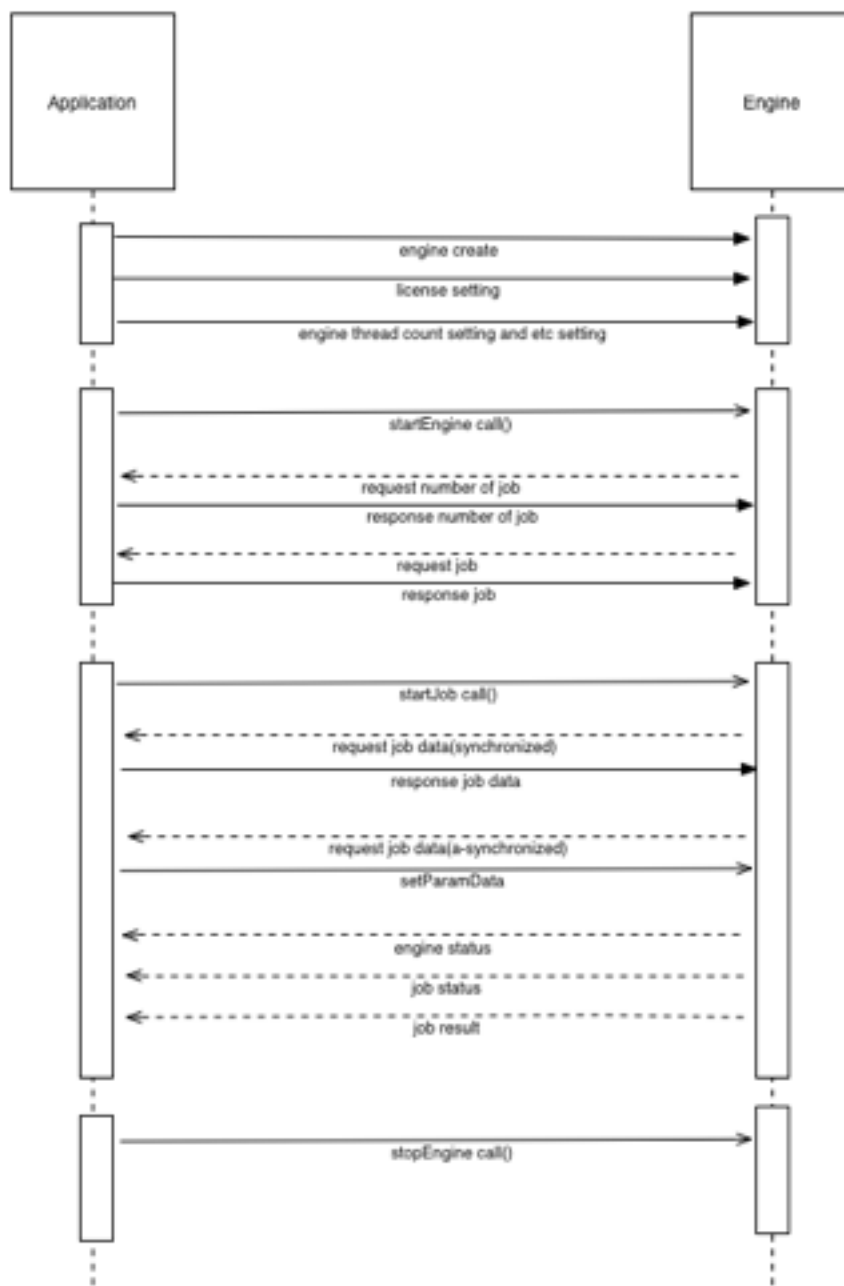 Application
Engine
engine create
license setting
engine thread count setting and etc setting
startEngine call()
request number of job
response number of job
request job
response job
startJob call()
request job data(synchronized)
response job data
request job data(a-synchronized)
setParamData
engine status
job status
job result
stopEngine call()